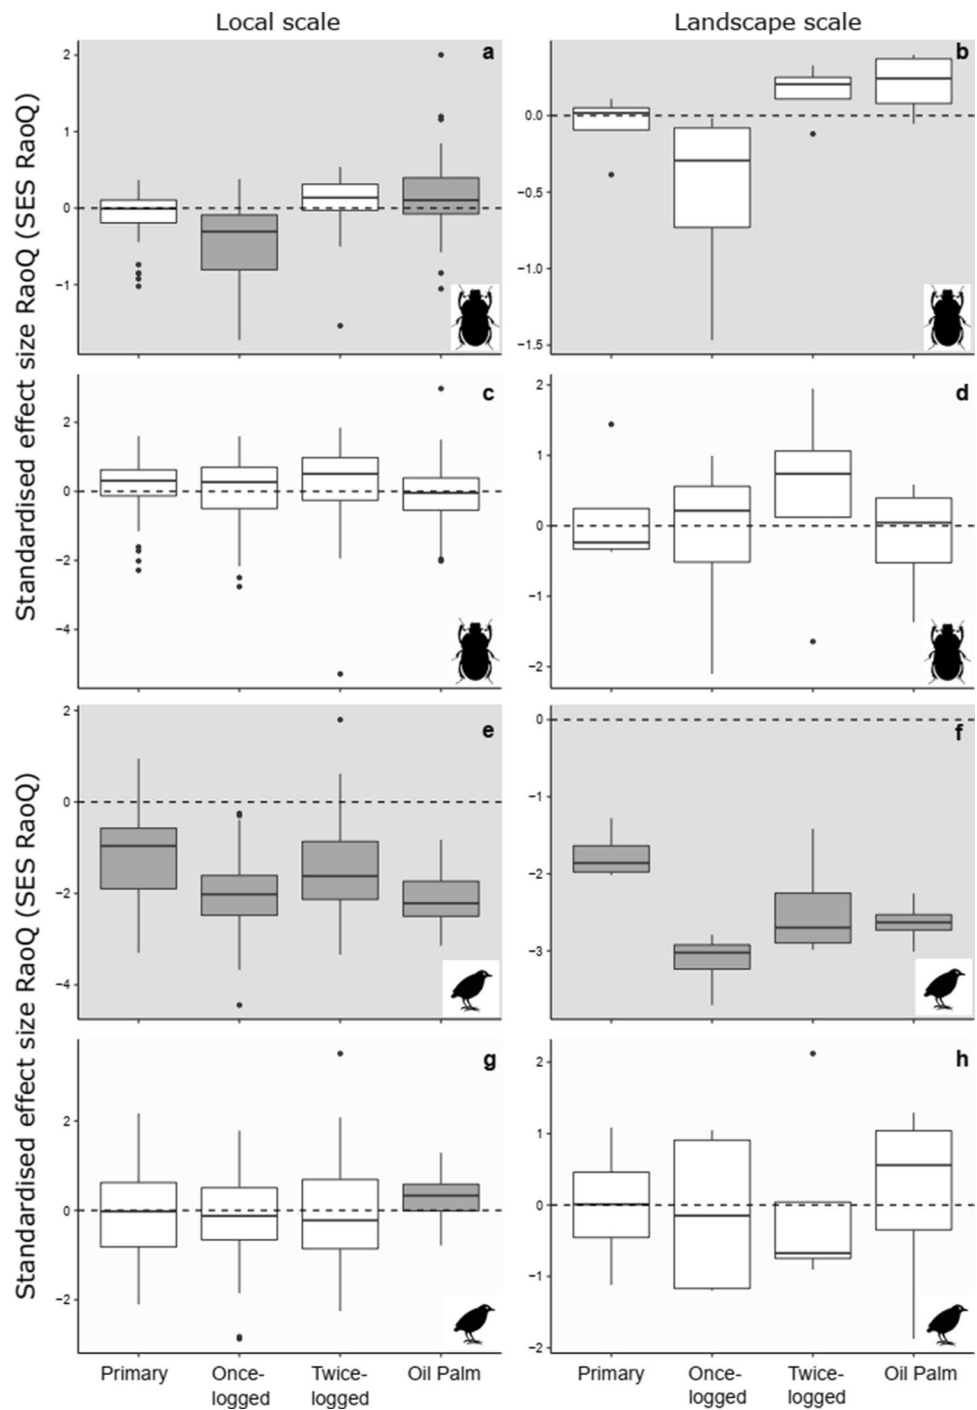 Local scale
Landscape scale
Standardised effect size RaoQ (SES RaoQ)
a
2
1
0
−1
b
0.0
−0.5
−1.0
−1.5
c
2
0
−2
−4
d
2
1
0
−1
−2
Standardised effect size RaoQ (SES RaoQ)
e
2
0
−2
−4
f
0
−1
−2
−3
g
2
0
−2
h
2
1
0
−1
−2
Primary
Once-
logged
Twice-
logged
Oil Palm
Primary
Once-
logged
Twice-
logged
Oil Palm